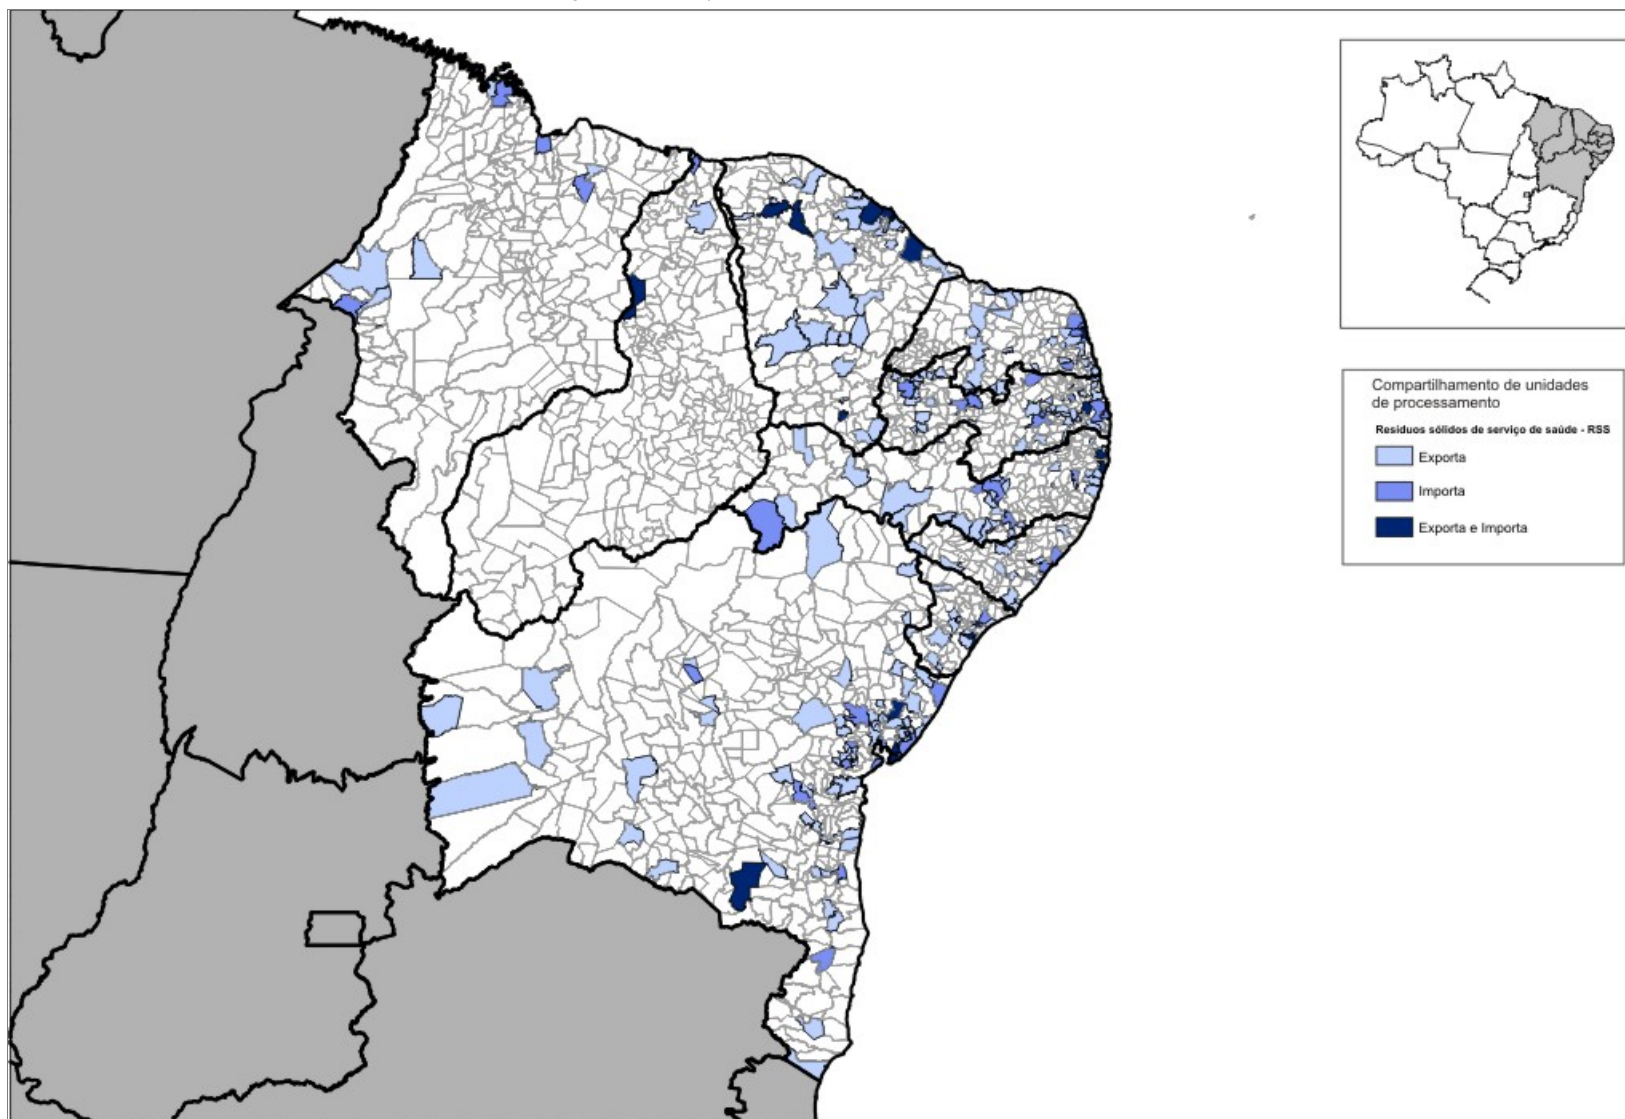 Compartilhamento de unidades
de processamento
Resíduos sólidos de serviço de saúde - RSS
Exporta
Importa
Exporta e Importa